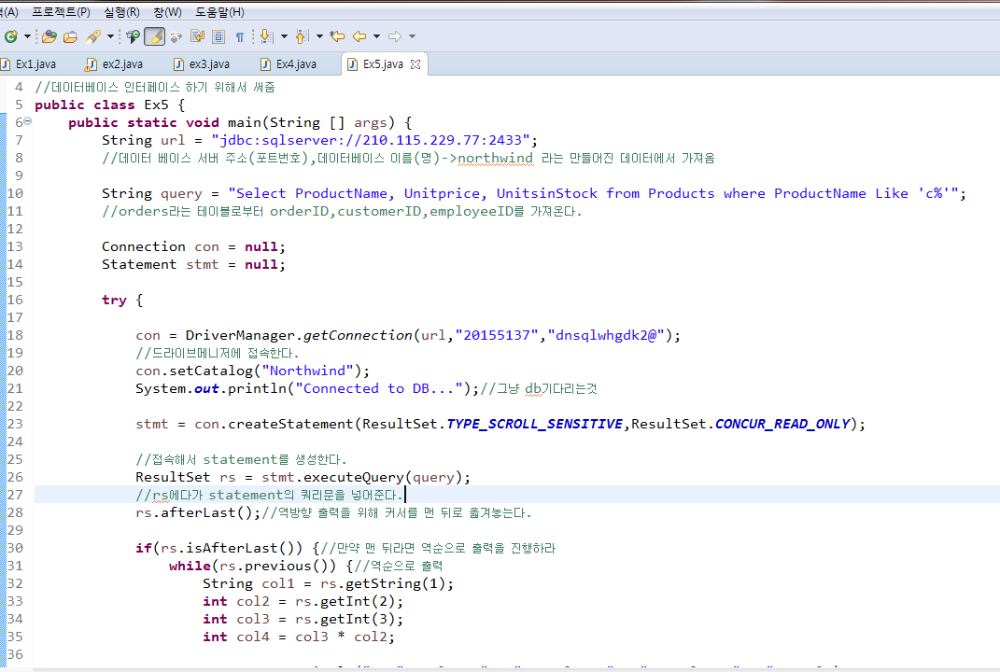 (A) 프로젝트(P) 실행(R) 창(W) 도움말(H)
Ex1.java ex2.java ex3.java Ex4.java Ex5.java
4 //데이터베이스 인터페이스 하기 위해서 써줌
5 public class Ex5 {
6 public static void main(String [] args) {
7 String url = "jdbc:sqlserver://210.115.229.77:2433";
8 //데이터 베이스 서버 주소(포트번호),데이터베이스 이름(명)->northwind 라는 만들어진 데이터에서 가져옴
9
10 String query = "Select ProductName, Unitprice, UnitsinStock from Products where ProductName Like 'c%'";
11 //orders라는 테이블로부터 orderID,customerID,employeeID를 가져온다.
12
13 Connection con = null;
14 Statement stmt = null;
15
16 try {
17
18 con = DriverManager.getConnection(url,"20155137","dnsqlwhgdk2@");
19 //드라이브메니저에 접속한다.
20 con.setCatalog("Northwind");
21 System.out.println("Connected to DB...");//그냥 db기다리는것
22
23 stmt = con.createStatement(ResultSet.TYPE_SCROLL_SENSITIVE,ResultSet.CONCUR_READ_ONLY);
24
25 //접속해서 statement를 생성한다.
26 ResultSet rs = stmt.executeQuery(query);
27 //rs에다가 statement의 쿼리문을 넣어준다.
28 rs.afterLast();//역방향 출력을 위해 커서를 맨 뒤로 옮겨놓는다.
29
30 if(rs.isAfterLast()) {//만약 맨 뒤라면 역순으로 출력을 진행하라
31 while(rs.previous()) {//역순으로 출력
32 String col1 = rs.getString(1);
33 int col2 = rs.getInt(2);
34 int col3 = rs.getInt(3);
35 int col4 = col3 * col2;
36